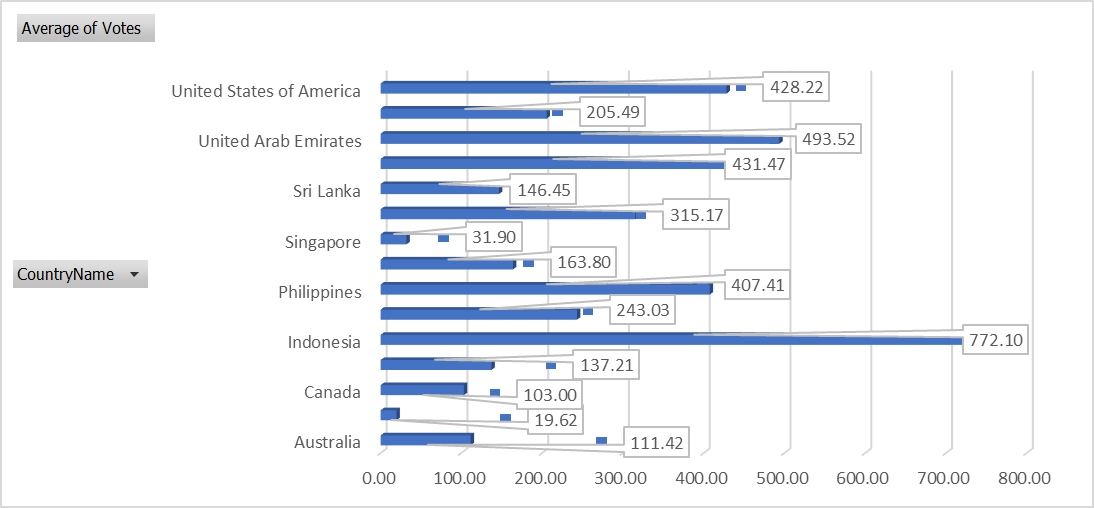 Average of Votes
United States of America
428.22
205.49
United Arab Emirates
493.52
431.47
Sri Lanka
146.45
315.17
Singapore
31.90
163.80
CountryName
Philippines
407.41
243.03
Indonesia
772.10
137.21
Canada
103.00
19.62
Australia
111.42
0.00 100.00 200.00 300.00 400.00 500.00 600.00 700.00 800.00